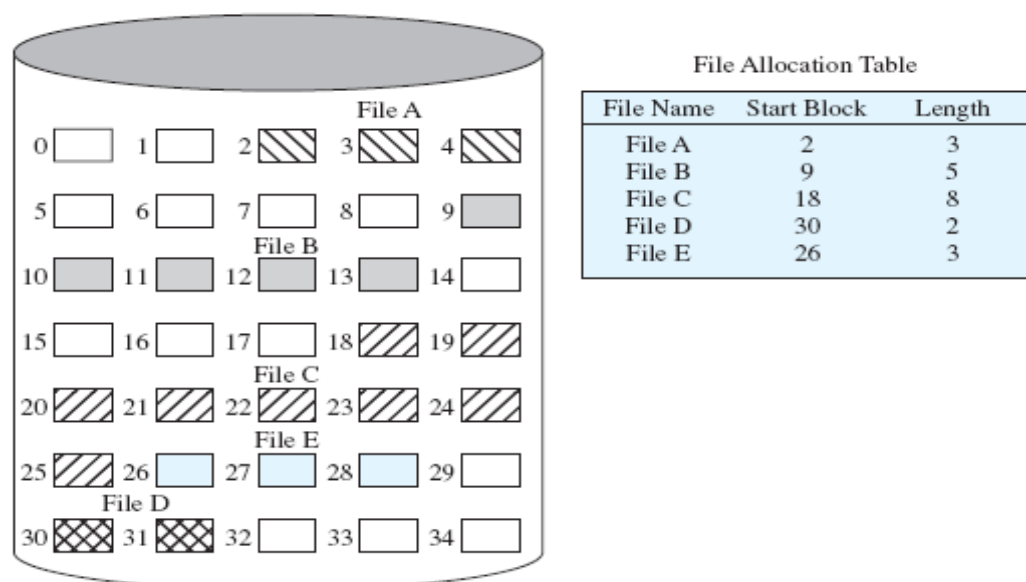 File A
0 1 2 3 4
5 6 7 8 9
File B
10 11 12 13 14
15 16 17 18 19
File C
20 21 22 23 24
File E
25 26 27 28 29
File D
30 31 32 33 34
File Allocation Table
File Name Start Block Length
File A 2 3
File B 9 5
File C 18 8
File D 30 2
File E 26 3